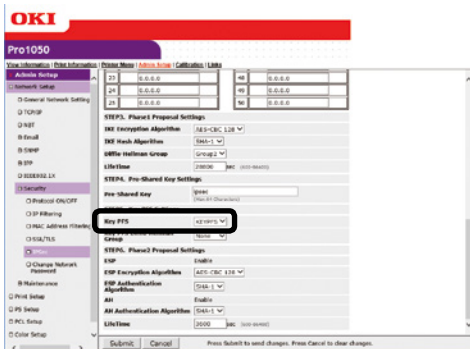 OKI
Pro1050
View Information | Print Information | Printer Menu | Admin Setup | Calibration | Links
Admin Setup
Network Setup
General Network Setting
TCP/IP
NBT
Email
SNMP
IPP
IEEE802.1X
Security
Protocol ON/OFF
IP Filtering
MAC Address Filtering
SSL/TLS
IPSec
Change Network
Password
Maintenance
Print Setup
PS Setup
PCL Setup
Color Setup
23 0.0.0.0 48 0.0.0.0
24 0.0.0.0 49 0.0.0.0
25 0.0.0.0 50 0.0.0.0
STEP3. Phase1 Proposal Settings
IKE Encryption Algorithm AES-CBC 128
IKE Hash Algorithm SHA-1
Diffie-Hellman Group Group2
LifeTime 28800 sec (600-86400)
STEP4. Pre-Shared Key Settings
Pre-Shared Key ipsec
Key PFS KEYPFS
Group None
STEP6. Phase2 Proposal Settings
ESP Enable
ESP Encryption Algorithm AES-CBC 128
ESP Authentication
Algorithm SHA-1
AH Enable
AH Authentication Algorithm SHA-1
LifeTime 3600 sec (600-86400)
Submit Cancel Press Submit to send changes. Press Cancel to clear changes.